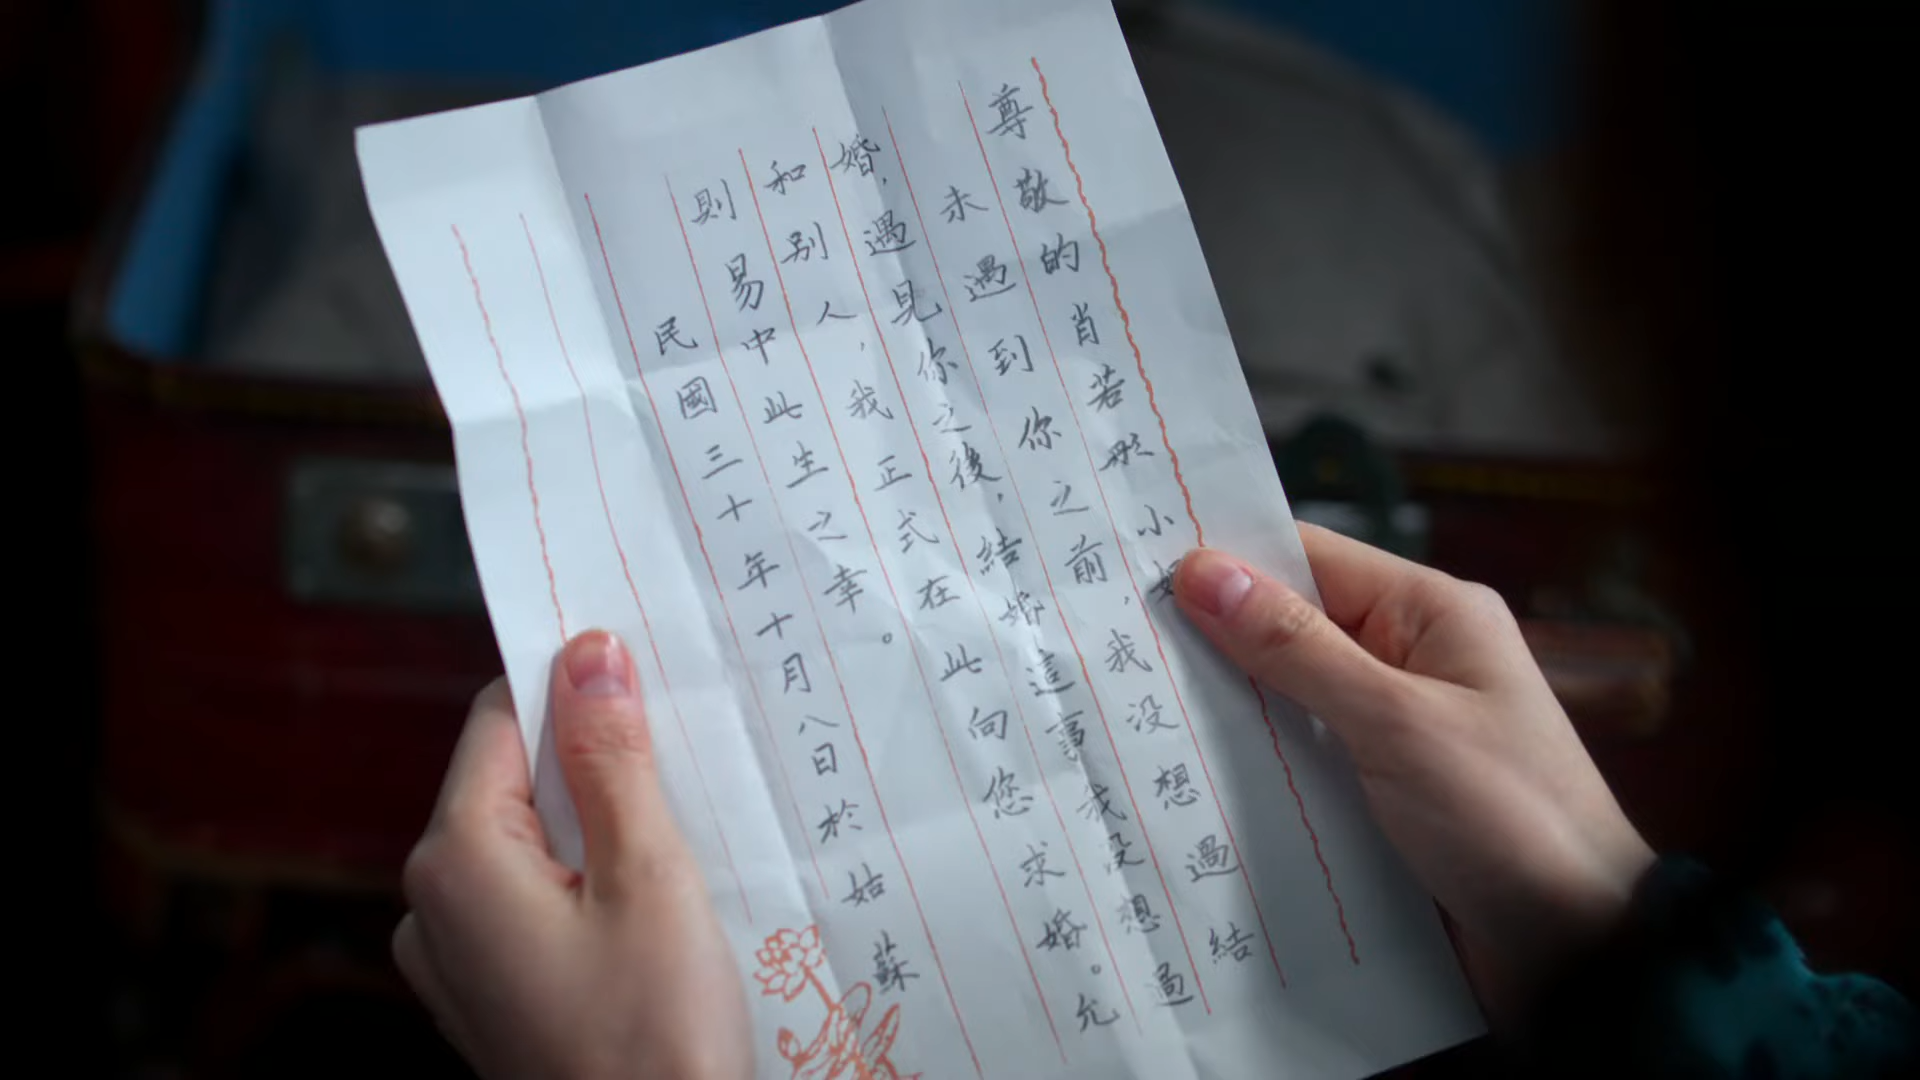 尊敬的肖若彤小姐
未遇到你之前，我没想過結
婚，遇見你之後，結婚這事我没想過
和别人，我正式在此向您求婚。允
則易中此生之幸。
民國三十年十月八日於姑蘇